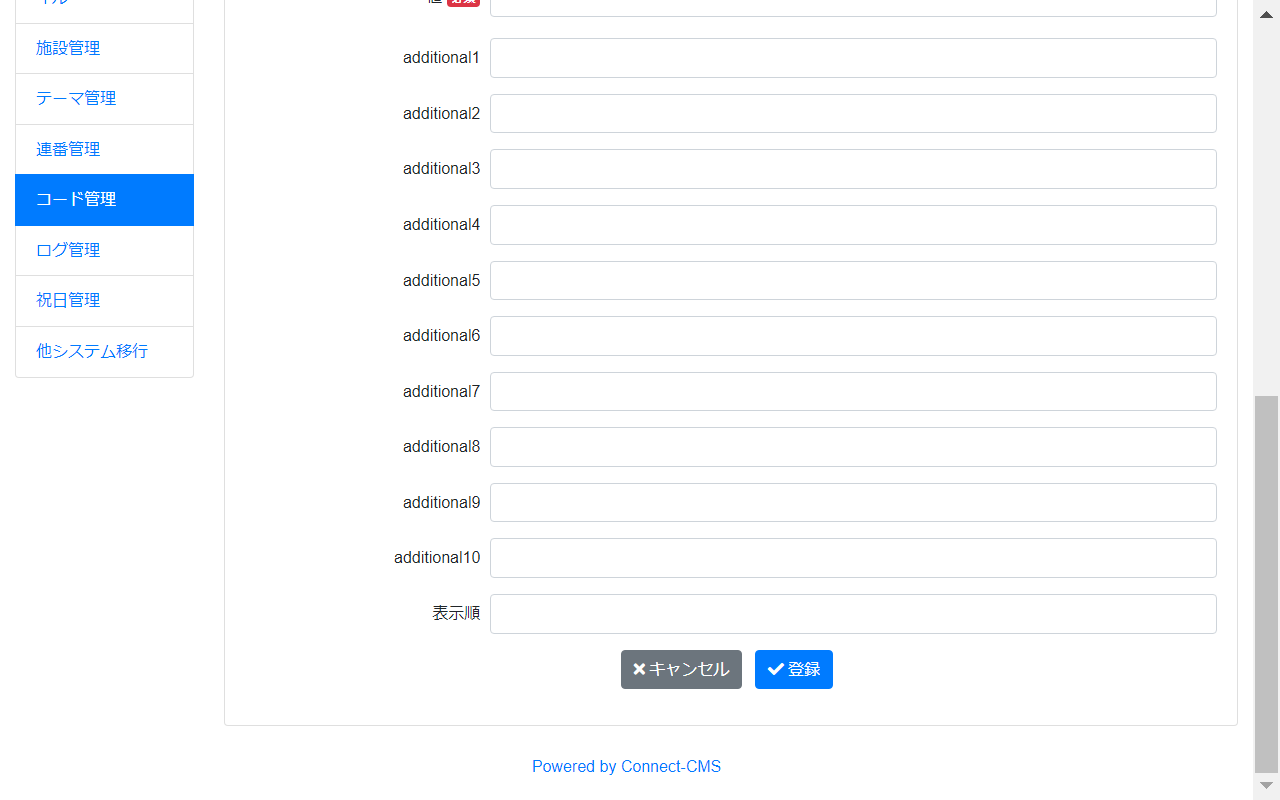 施設管理
テーマ管理
連番管理
コード管理
ログ管理
祝日管理
他システム移行
additional1
additional2
additional3
additional4
additional5
additional6
additional7
additional8
additional9
additional10
表示順
キャンセル
登録
Powered by Connect-CMS